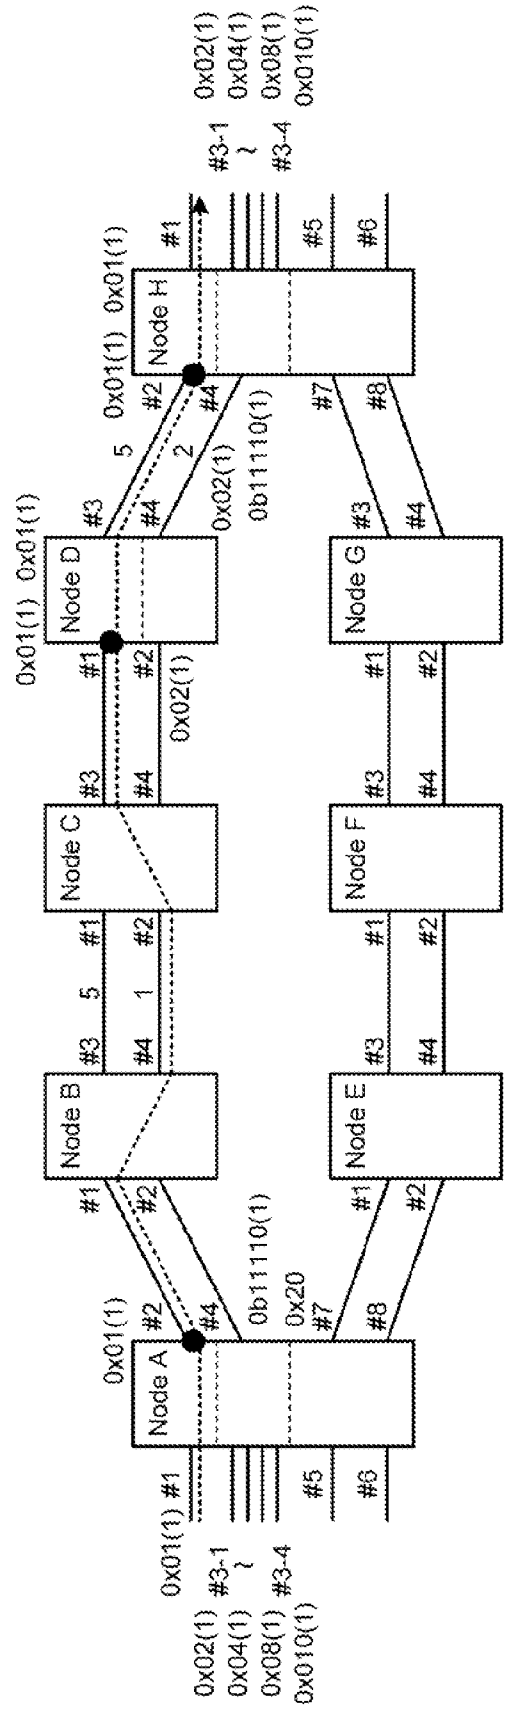 0x01(1) 0x01(1)
Node B Node C Node D
#1 #3 5 #1 #3 #1 #3
0x01(1) 5 0x01(1) 0x01(1)
#2 #2 #4 1 #2 #4 #2 #4 #2
Node A Node H
0x01(1) #1 0x02(1) 2 #1
0x02(1) #4 #4 0x02(1)
#3-1 0x02(1) #3-1
0x04(1) ~ ~ 0x04(1)
0b11110(1) 0b11110(1)
0x08(1) #3-4 #3-4 0x08(1)
0x20
0x010(1) 0x010(1)
#5 #7 #7 #5
Node E Node F Node G
#6 #8 #8 #6
#1 #3 #1 #3 #1 #3
#2 #4 #2 #4 #2 #4